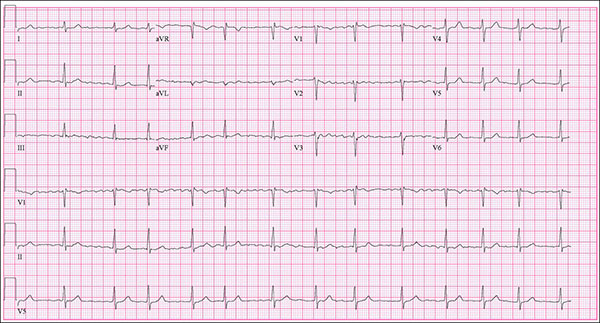 I aVR V1 V4
II aVL V2 V5
III aVF V3 V6
V1
II
V5